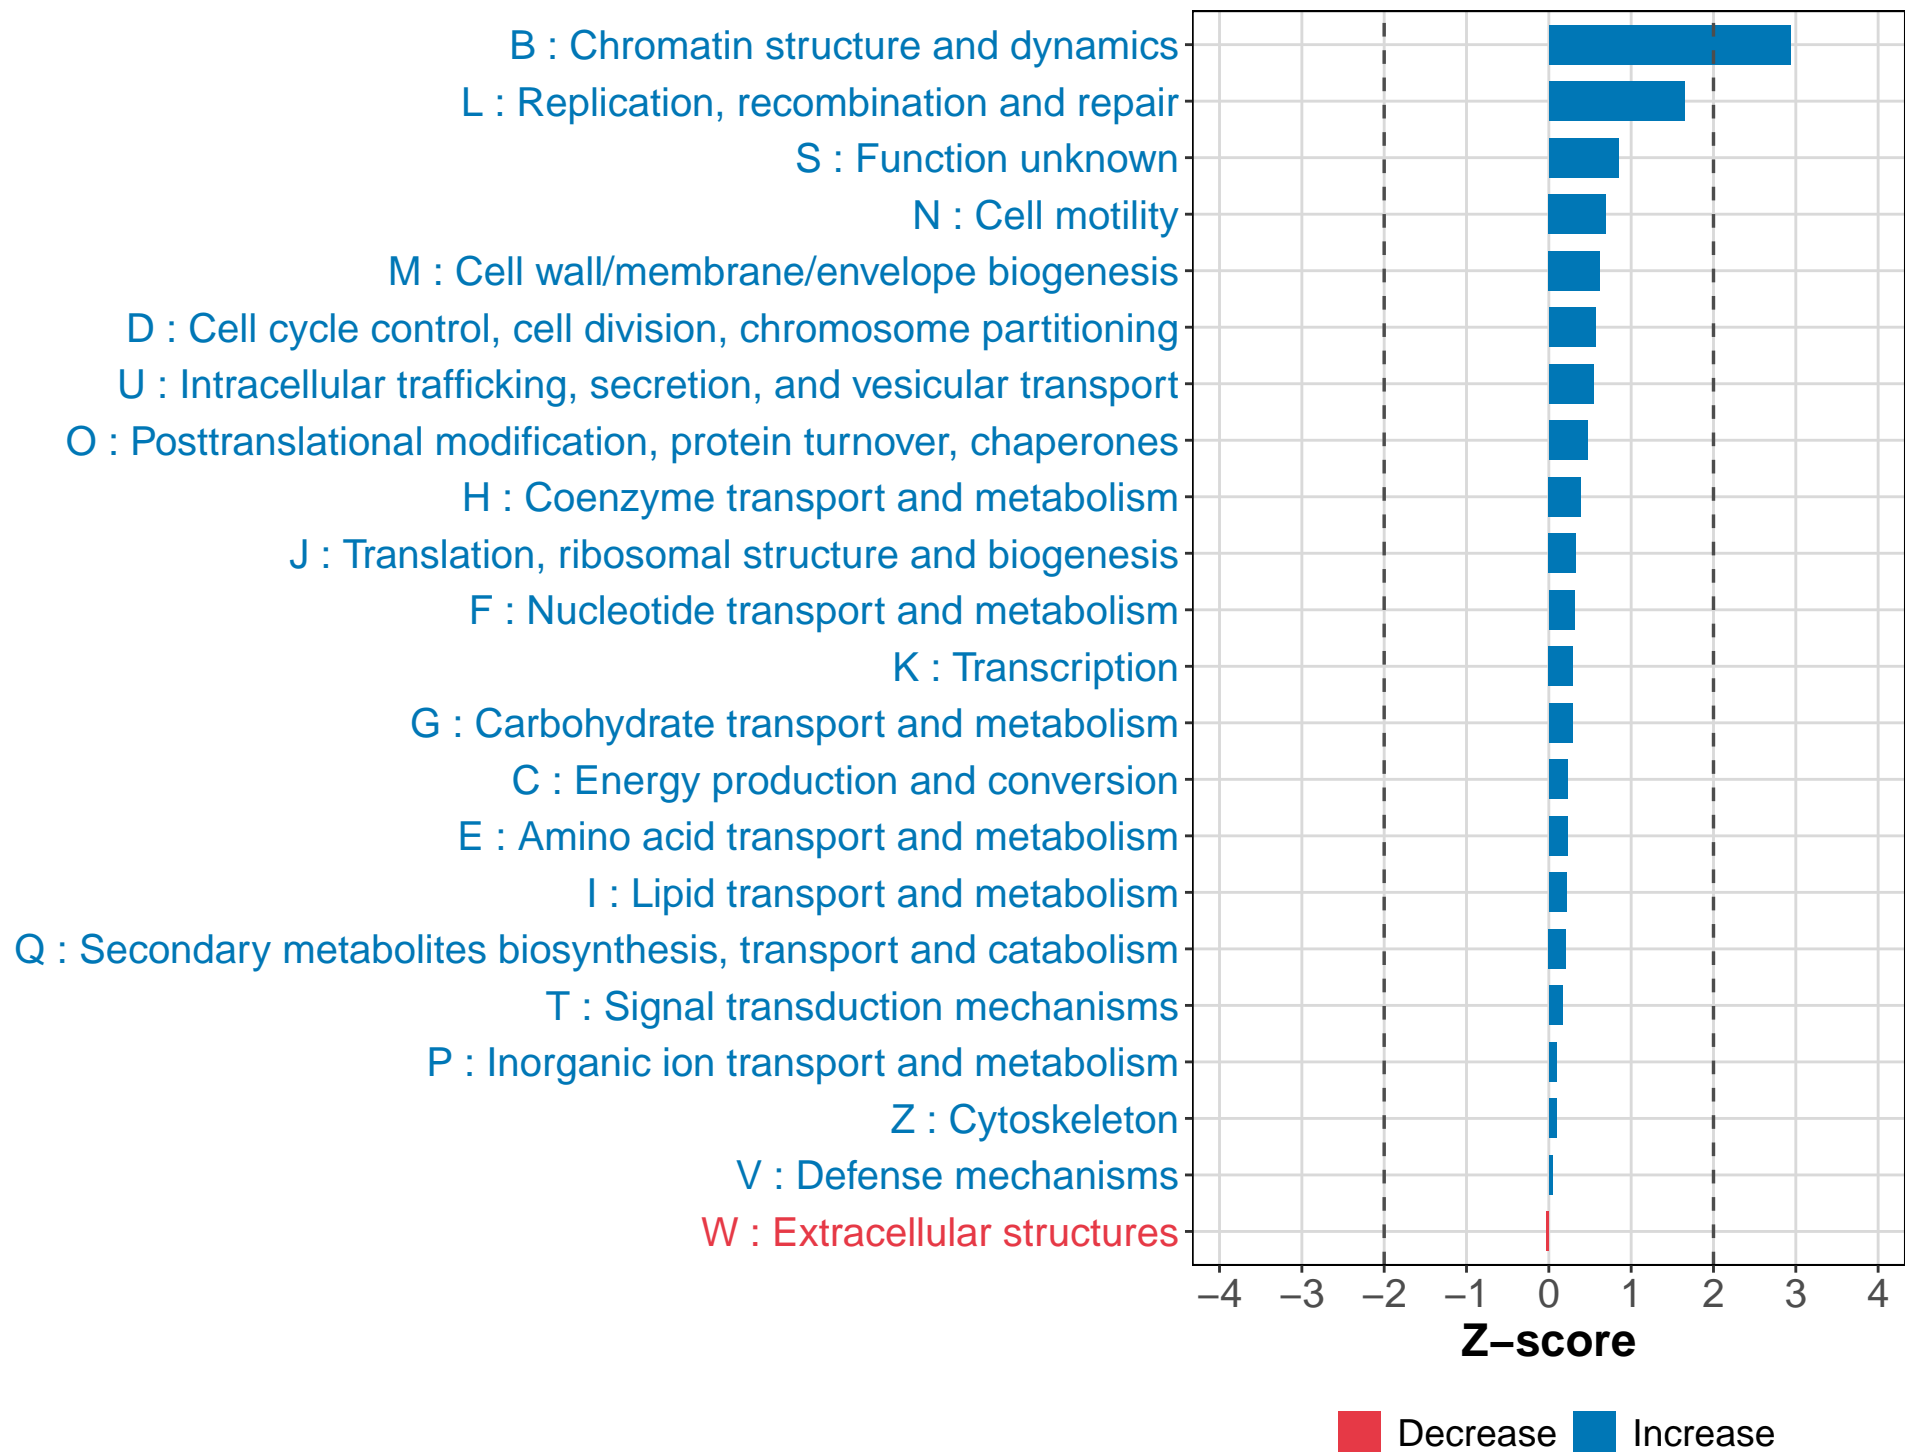 B : Chromatin structure and dynamics
L : Replication, recombination and repair
S : Function unknown
N : Cell motility
M : Cell wall/membrane/envelope biogenesis
D : Cell cycle control, cell division, chromosome partitioning
U : Intracellular trafficking, secretion, and vesicular transport
O : Posttranslational modification, protein turnover, chaperones
H : Coenzyme transport and metabolism
J : Translation, ribosomal structure and biogenesis
F : Nucleotide transport and metabolism
K : Transcription
G : Carbohydrate transport and metabolism
C : Energy production and conversion
E : Amino acid transport and metabolism
I : Lipid transport and metabolism
Q : Secondary metabolites biosynthesis, transport and catabolism
T : Signal transduction mechanisms
P : Inorganic ion transport and metabolism
Z : Cytoskeleton
V : Defense mechanisms
W : Extracellular structures
−4 −3 −2 −1 0 1 2 3 4
Z−score
Decrease Increase